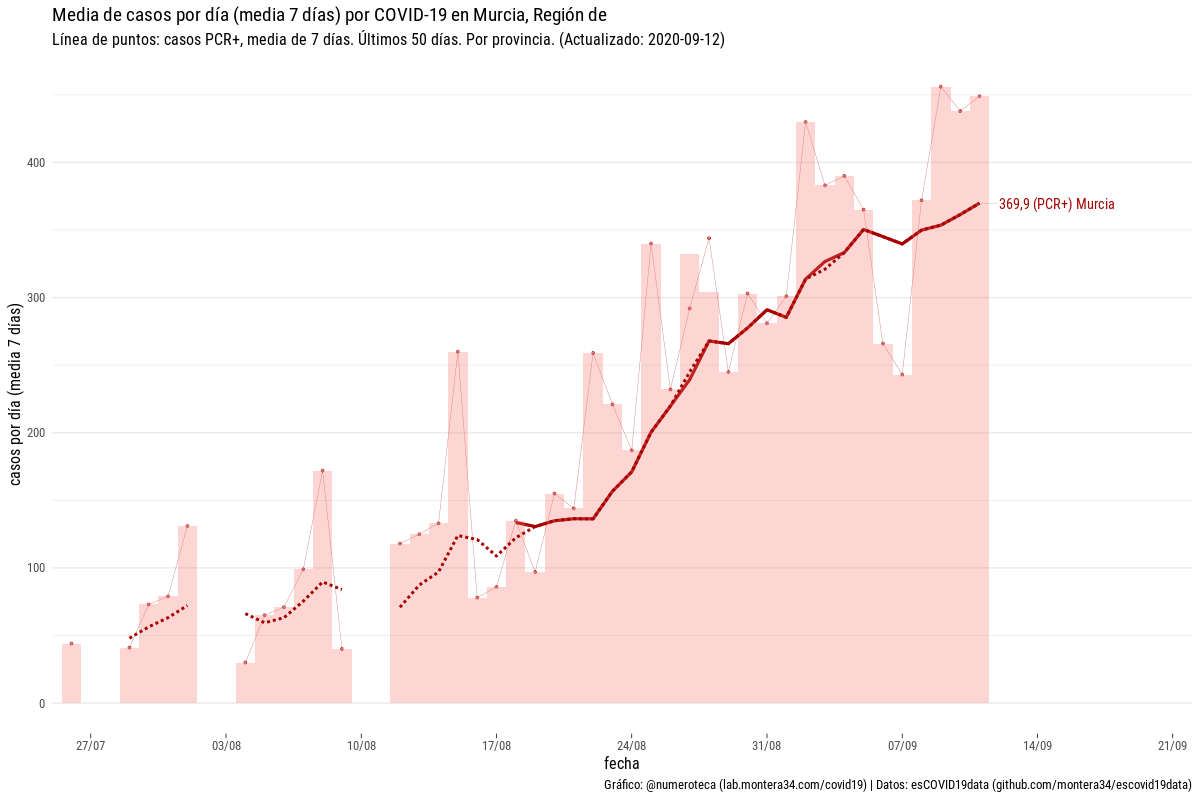 Media de casos por día (media 7 días) por COVID-19 en Murcia, Región de
Línea de puntos: casos PCR+, media de 7 días. Últimos 50 días. Por provincia. (Actualizado: 2020-09-12)
casos por día (media 7 días)
400
300
200
100
0
369,9 (PCR+) Murcia
27/07 03/08 10/08 17/08 24/08 31/08 07/09 14/09 21/09
fecha
Gráfico: @numeroteca (lab.montera34.com/covid19) | Datos: esCOVID19data (github.com/montera34/escovid19data)